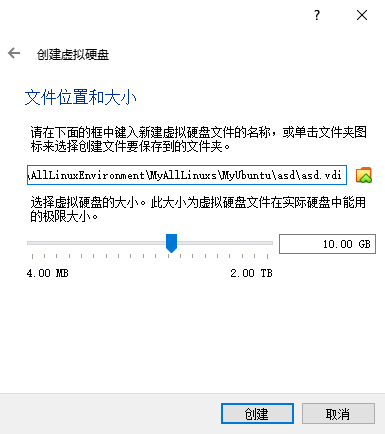 ?
创建虚拟硬盘
文件位置和大小
请在下面的框中键入新建虚拟硬盘文件的名称，或单击文件夹图
标来选择创建文件要保存到的文件夹。
\AllLinuxEnvironment\MyAllLinuxs\MyUbuntu\asd\asd.vdi
选择虚拟硬盘的大小。此大小为虚拟硬盘文件在实际硬盘中能用
的极限大小。
10.00 GB
4.00 MB 2.00 TB
创建 取消